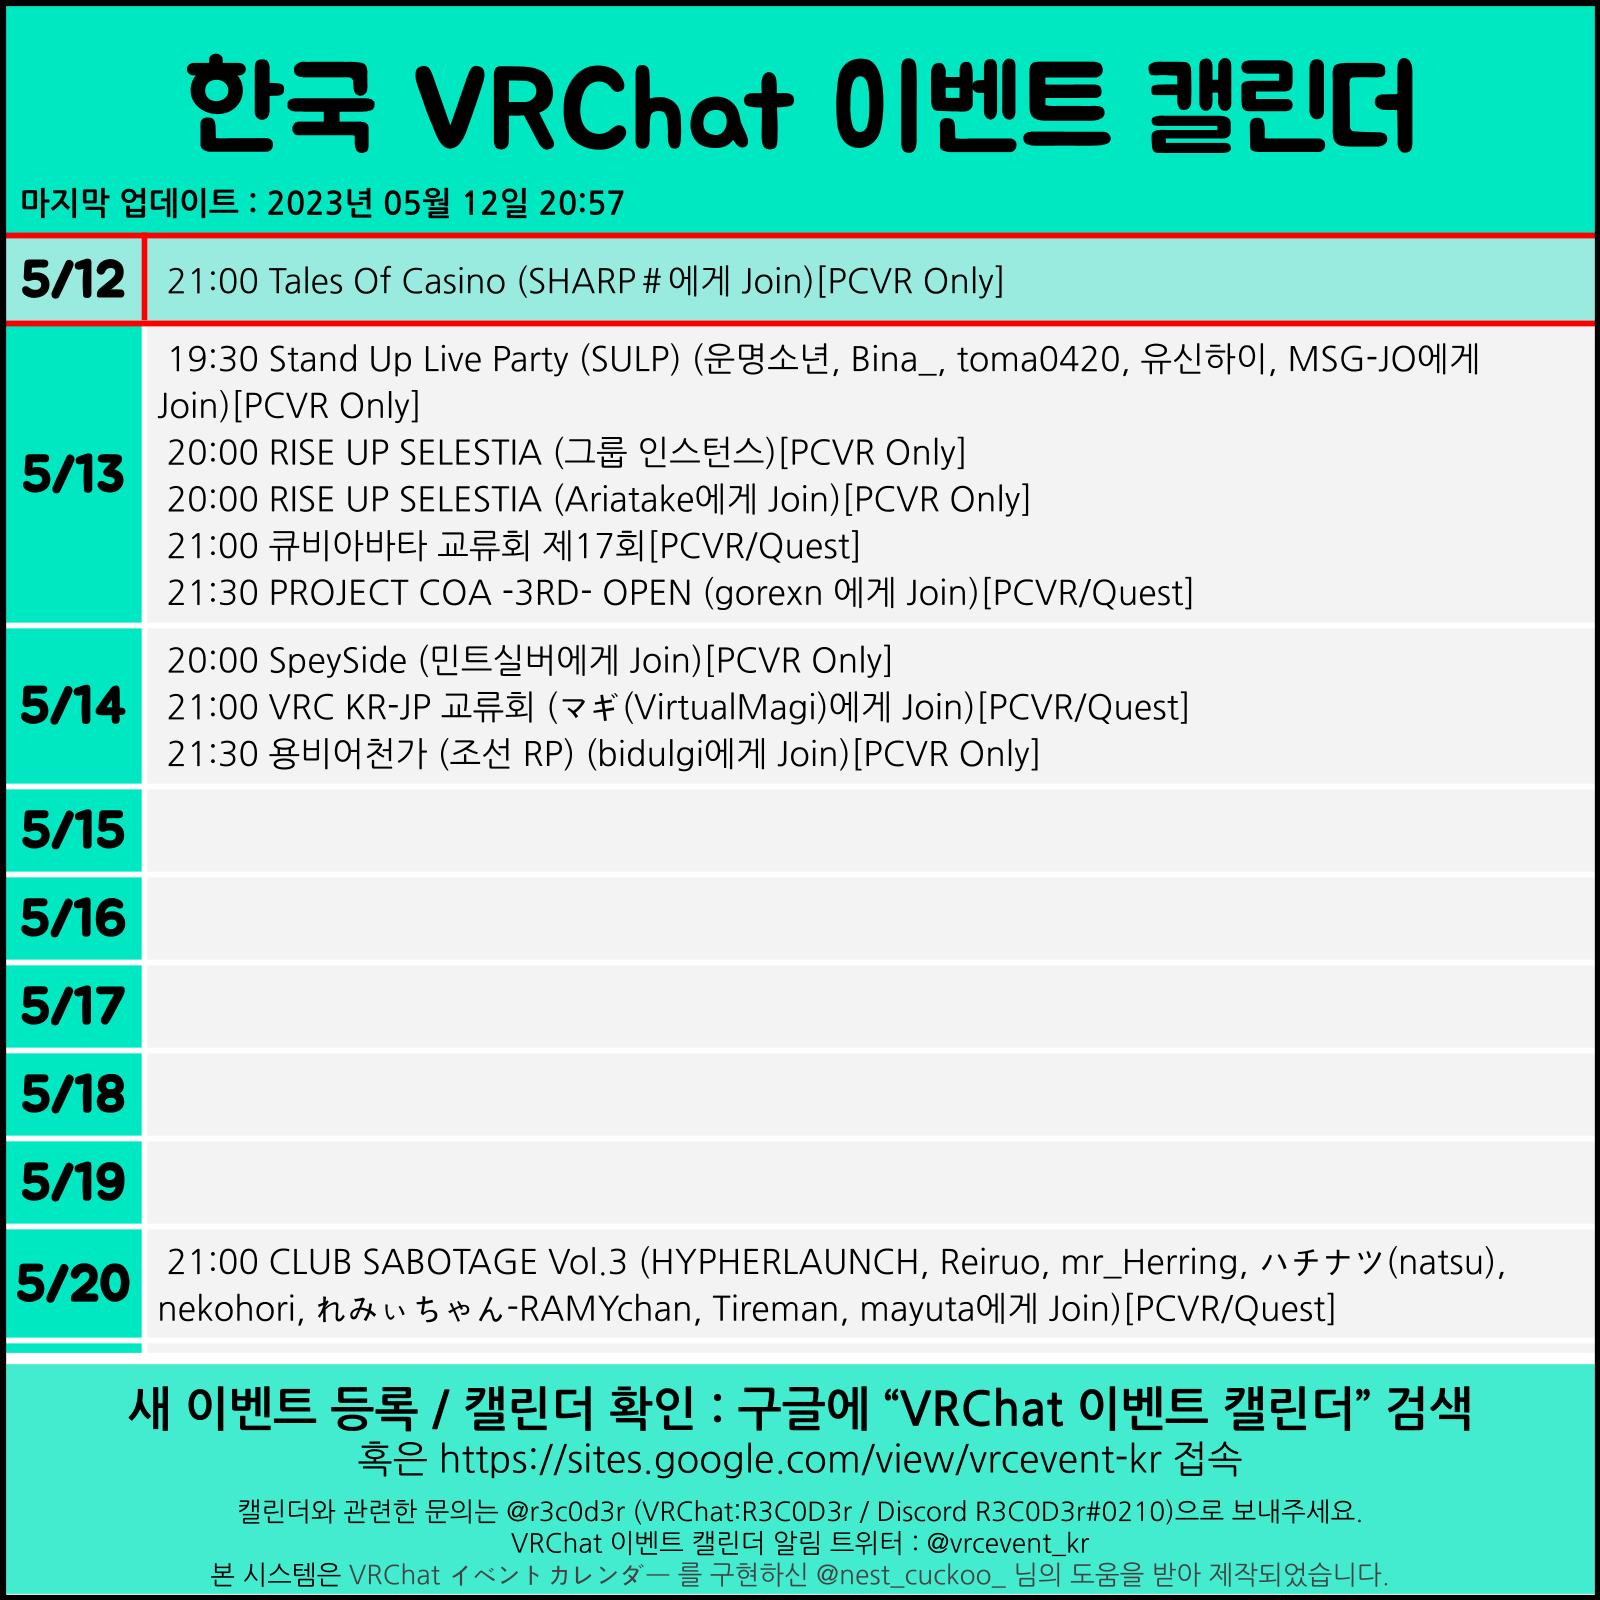 한국 VRChat 이벤트 캘린더
마지막 업데이트 : 2023년 05월 12일 20:57
5/12
21:00 Tales Of Casino (SHARP#에게 Join)[PCVR Only]
5/13
19:30 Stand Up Live Party (SULP) (운명소년, Bina_, toma0420, 유신하이, MSG-JO에게
Join)[PCVR Only]
20:00 RISE UP SELESTIA (그룹 인스턴스)[PCVR Only]
20:00 RISE UP SELESTIA (Ariatake에게 Join)[PCVR Only]
21:00 큐비아바타 교류회 제17회[PCVR/Quest]
21:30 PROJECT COA -3RD- OPEN (gorexn 에게 Join)[PCVR/Quest]
5/14
20:00 SpeySide (민트실버에게 Join)[PCVR Only]
21:00 VRC KR-JP 교류회 (マギ(VirtualMagi)에게 Join)[PCVR/Quest]
21:30 용비어천가 (조선 RP) (bidulgi에게 Join)[PCVR Only]
5/15
5/16
5/17
5/18
5/19
5/20
21:00 CLUB SABOTAGE Vol.3 (HYPHERLAUNCH, Reiruo, mr_Herring, ハチナツ(natsu),
nekohori, れみぃちゃん-RAMYchan, Tireman, mayuta에게 Join)[PCVR/Quest]
새 이벤트 등록 / 캘린더 확인 : 구글에 “VRChat 이벤트 캘린더” 검색
혹은 https://sites.google.com/view/vrcevent-kr 접속
캘린더와 관련한 문의는 @r3c0d3r (VRChat:R3C0D3r / Discord R3C0D3r#0210)으로 보내주세요.
VRChat 이벤트 캘린더 알림 트위터 : @vrcevent_kr
본 시스템은 VRChat イベントカレンダー 를 구현하신 @nest_cuckoo_ 님의 도움을 받아 제작되었습니다.